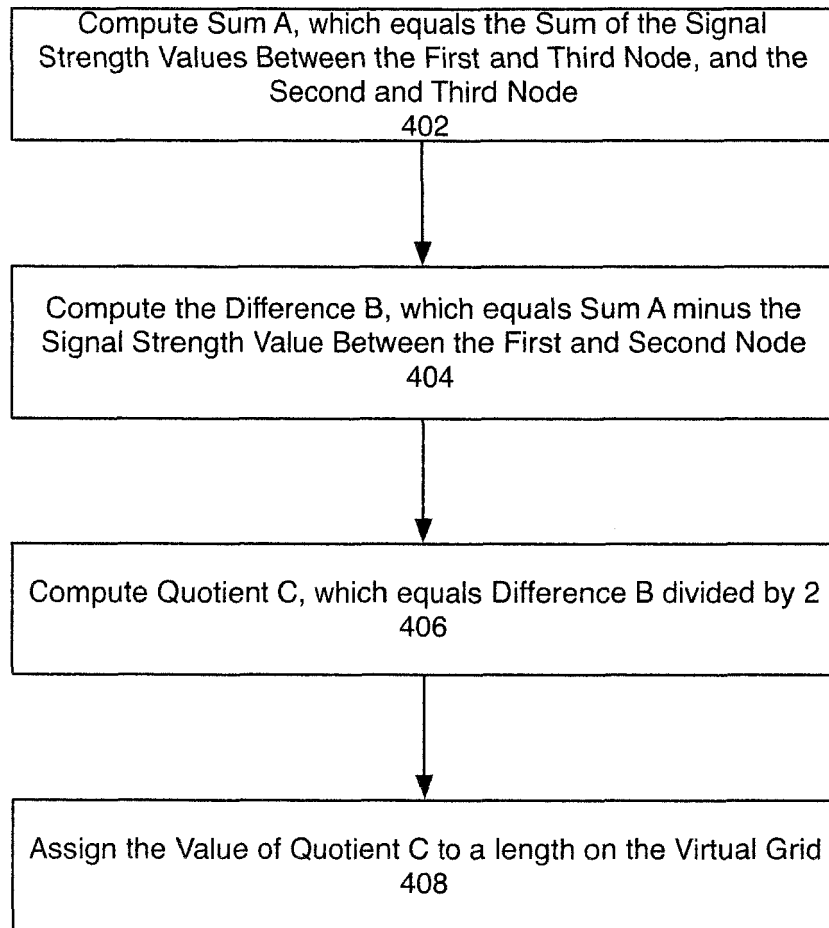 Compute Sum A, which equals the Sum of the Signal
Strength Values Between the First and Third Node, and the
Second and Third Node
402
Compute the Difference B, which equals Sum A minus the
Signal Strength Value Between the First and Second Node
404
Compute Quotient C, which equals Difference B divided by 2
406
Assign the Value of Quotient C to a length on the Virtual Grid
408